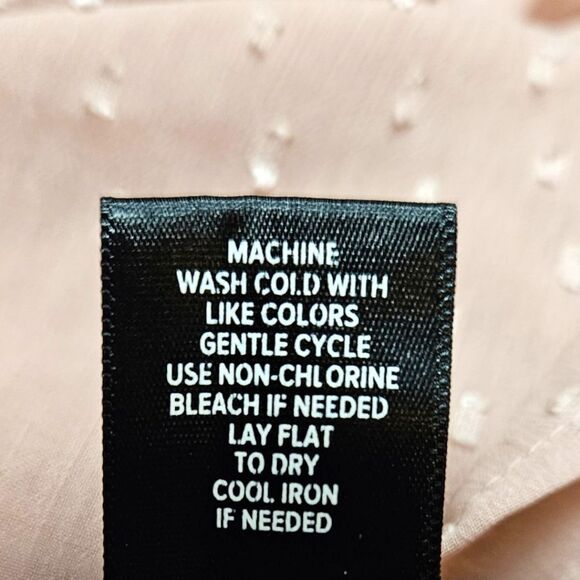 MACHINE
WASH COLD WITH
LIKE COLORS
GENTLE CYCLE
USE NON-CHLORINE
BLEACH IF NEEDED
LAY FLAT
TO DRY
COOL IRON
IF NEEDED